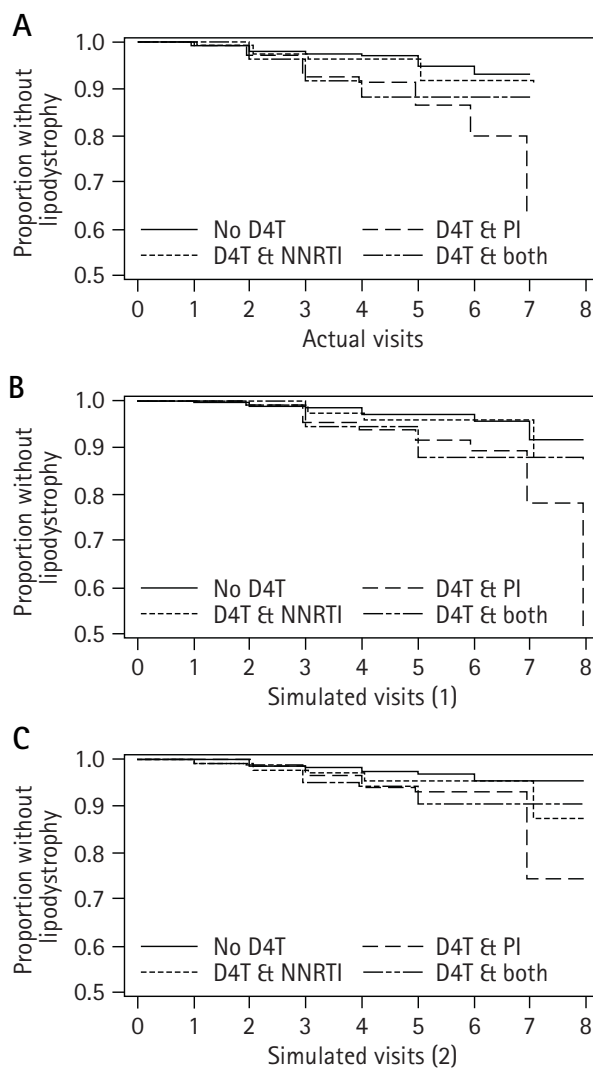 A
Proportion without
lipodystrophy
1.0
0.9
0.8
0.7
0.6
0.5
No D4T
D4T & PI
D4T & NNRTI
D4T & both
0 1 2 3 4 5 6 7 8
Actual visits
B
Proportion without
lipodystrophy
1.0
0.9
0.8
0.7
0.6
0.5
No D4T
D4T & PI
D4T & NNRTI
D4T & both
0 1 2 3 4 5 6 7 8
Simulated visits (1)
C
Proportion without
lipodystrophy
1.0
0.9
0.8
0.7
0.6
0.5
No D4T
D4T & PI
D4T & NNRTI
D4T & both
0 1 2 3 4 5 6 7 8
Simulated visits (2)